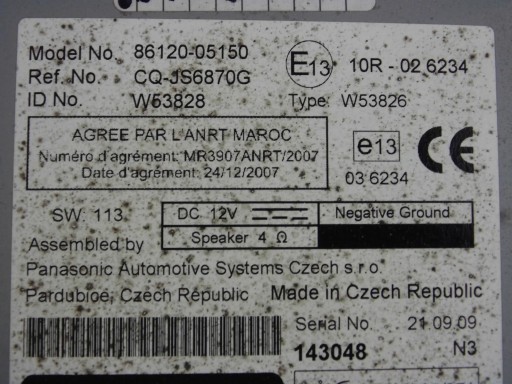 Model No. 86120-05150
Ref. No. CQ-JS6870G
ID No. W53828
E13 10R - 02 6234
Type: W53826
AGREE PAR L'ANRT MAROC
Numéro d'agrément: MR3907ANRT/2007
Date d'agrément: 24/12/2007
e13
03 6234
CE
SW. 113
DC 12V
Negative Ground
Speaker 4 Ω
Assembled by
Panasonic Automotive Systems Czech s.r.o.
Pardubice, Czech Republic Made in Czech Republic
Serial No. 21.09.09
143048 N3